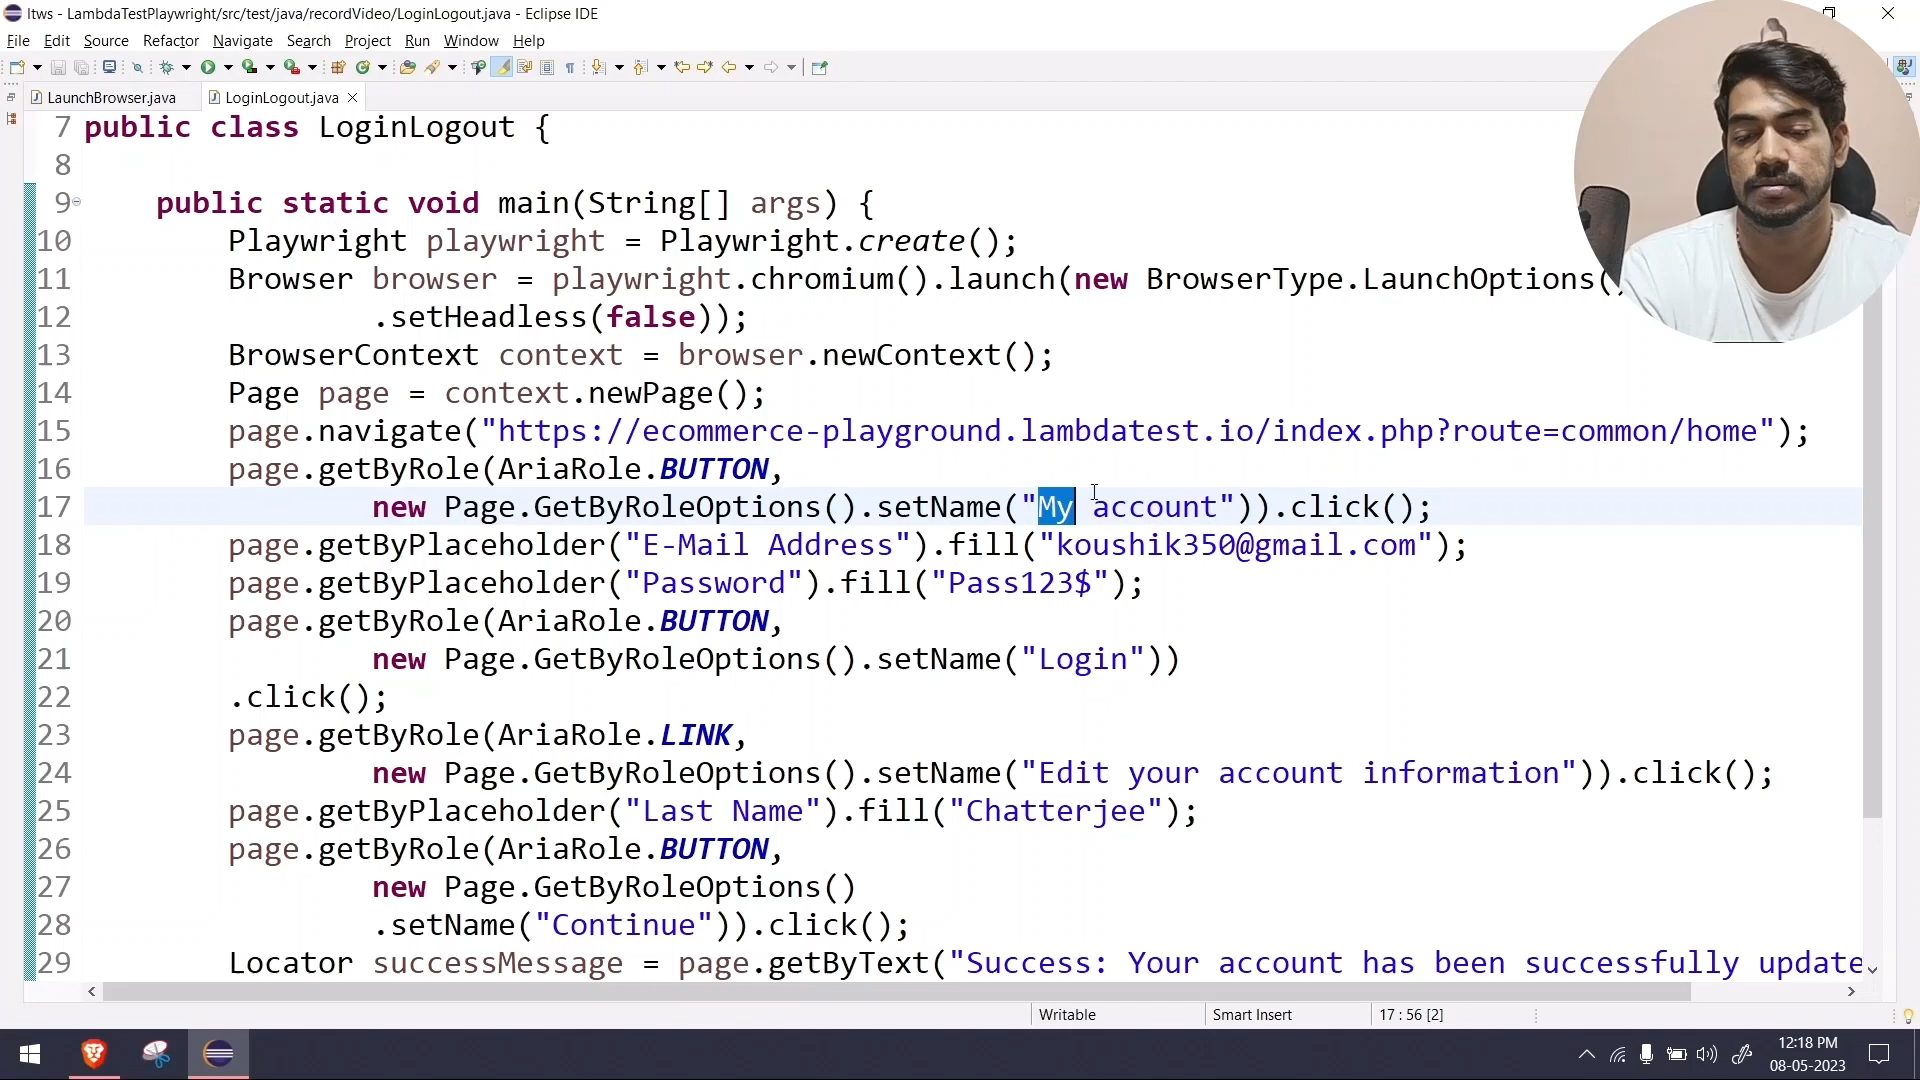 ltws - LambdaTestPlaywright/src/test/java/recordVideo/LoginLogout.java - Eclipse IDE
File Edit Source Refactor Navigate Search Project Run Window Help
LaunchBrowser.java LoginLogout.java
7 public class LoginLogout {
8
9 public static void main(String[] args) {
10 Playwright playwright = Playwright.create();
11 Browser browser = playwright.chromium().launch(new BrowserType.LaunchOptions()
12 .setHeadless(false));
13 BrowserContext context = browser.newContext();
14 Page page = context.newPage();
15 page.navigate("https://ecommerce-playground.lambdatest.io/index.php?route=common/home");
16 page.getByRole(AriaRole.BUTTON,
17 new Page.GetByRoleOptions().setName("My account")).click();
18 page.getByPlaceholder("E-Mail Address").fill("koushik350@gmail.com");
19 page.getByPlaceholder("Password").fill("Pass123$");
20 page.getByRole(AriaRole.BUTTON,
21 new Page.GetByRoleOptions().setName("Login"))
22 .click();
23 page.getByRole(AriaRole.LINK,
24 new Page.GetByRoleOptions().setName("Edit your account information")).click();
25 page.getByPlaceholder("Last Name").fill("Chatterjee");
26 page.getByRole(AriaRole.BUTTON,
27 new Page.GetByRoleOptions()
28 .setName("Continue")).click();
29 Locator successMessage = page.getByText("Success: Your account has been successfully update
Writable Smart Insert 17 : 56 [2]
12:18 PM
08-05-2023